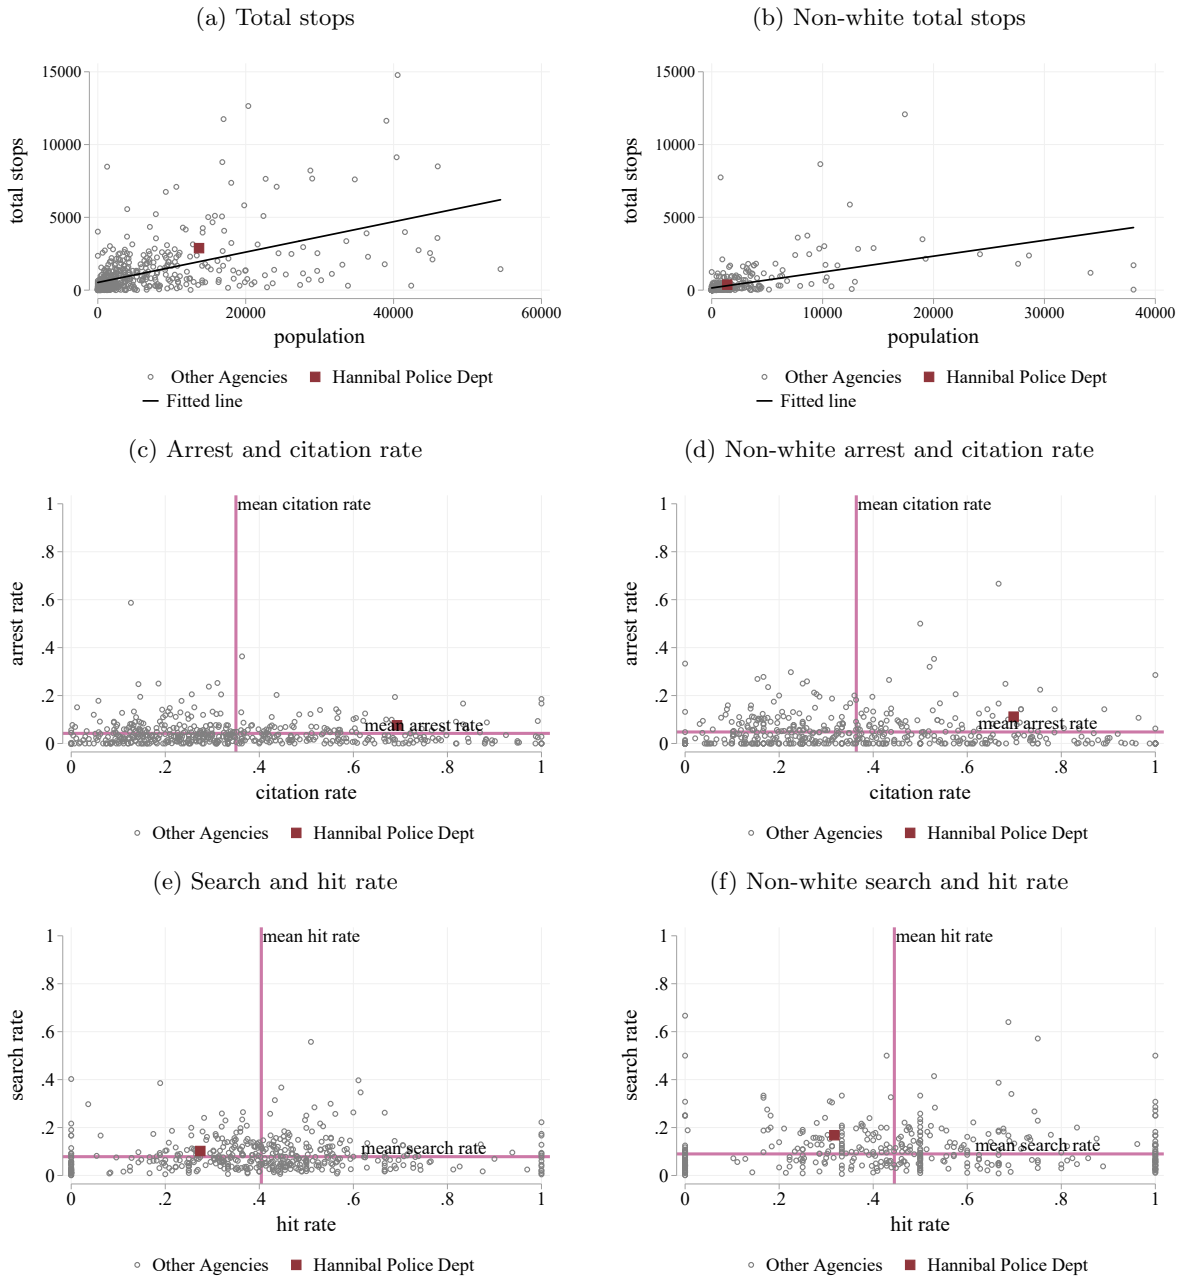 (a) Total stops
(b) Non-white total stops
total stops
15000
10000
5000
0
0 20000 40000 60000
population
Other Agencies Hannibal Police Dept
Fitted line
total stops
15000
10000
5000
0
0 10000 20000 30000 40000
population
Other Agencies Hannibal Police Dept
Fitted line
(c) Arrest and citation rate
(d) Non-white arrest and citation rate
arrest rate
1
.8
.6
.4
.2
0
mean citation rate
mean arrest rate
0 .2 .4 .6 .8 1
citation rate
Other Agencies Hannibal Police Dept
arrest rate
1
.8
.6
.4
.2
0
mean citation rate
mean arrest rate
0 .2 .4 .6 .8 1
citation rate
Other Agencies Hannibal Police Dept
(e) Search and hit rate
(f) Non-white search and hit rate
search rate
1
.8
.6
.4
.2
0
mean hit rate
mean search rate
0 .2 .4 .6 .8 1
hit rate
Other Agencies Hannibal Police Dept
search rate
1
.8
.6
.4
.2
0
mean hit rate
mean search rate
0 .2 .4 .6 .8 1
hit rate
Other Agencies Hannibal Police Dept